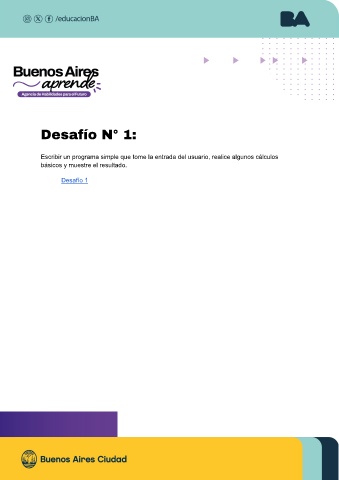 /educacionBA
BA
Buenos Aires
aprende
Agencia de Habilidades para el Futuro
Desafío N° 1:
Escribir un programa simple que tome la entrada del usuario, realice algunos cálculos
básicos y muestre el resultado.
Desafío 1
Buenos Aires Ciudad